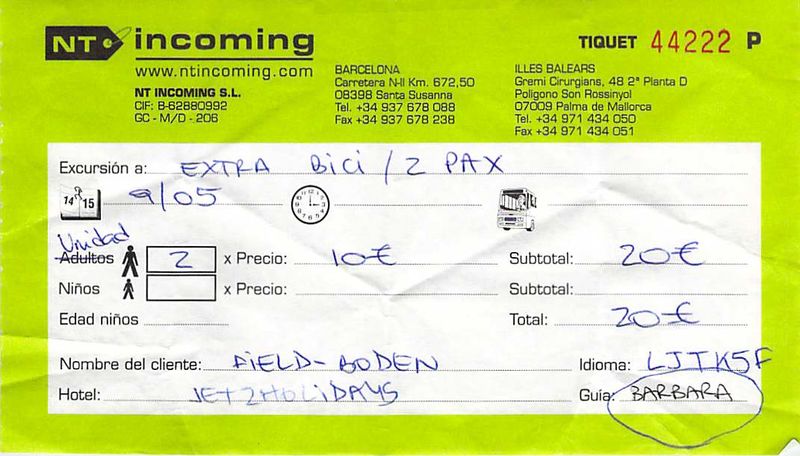 NT incoming
TIQUET 44222 P
www.ntincoming.com
NT INCOMING S.L.
CIF: B-62880992
GC - M/D - 206
BARCELONA
Carretera N-II Km. 672,50
08398 Santa Susanna
Tel. +34 937 678 088
Fax +34 937 678 238
ILLES BALEARS
Gremi Cirurgians, 48 2ª Planta D
Poligono Son Rossinyol
07009 Palma de Mallorca
Tel. +34 971 434 050
Fax +34 971 434 051
Excursión a: EXTRA BICI / 2 PAX
14 15 9/05
Unidad
Adultos 2 x Precio: 10€ Subtotal: 20€
Niños x Precio: Subtotal:
Edad niños Total: 20€
Nombre del cliente: FIELD-BODEN Idioma: LJTK5F
Hotel: JET2HOLIDAYS Guía: BARBARA